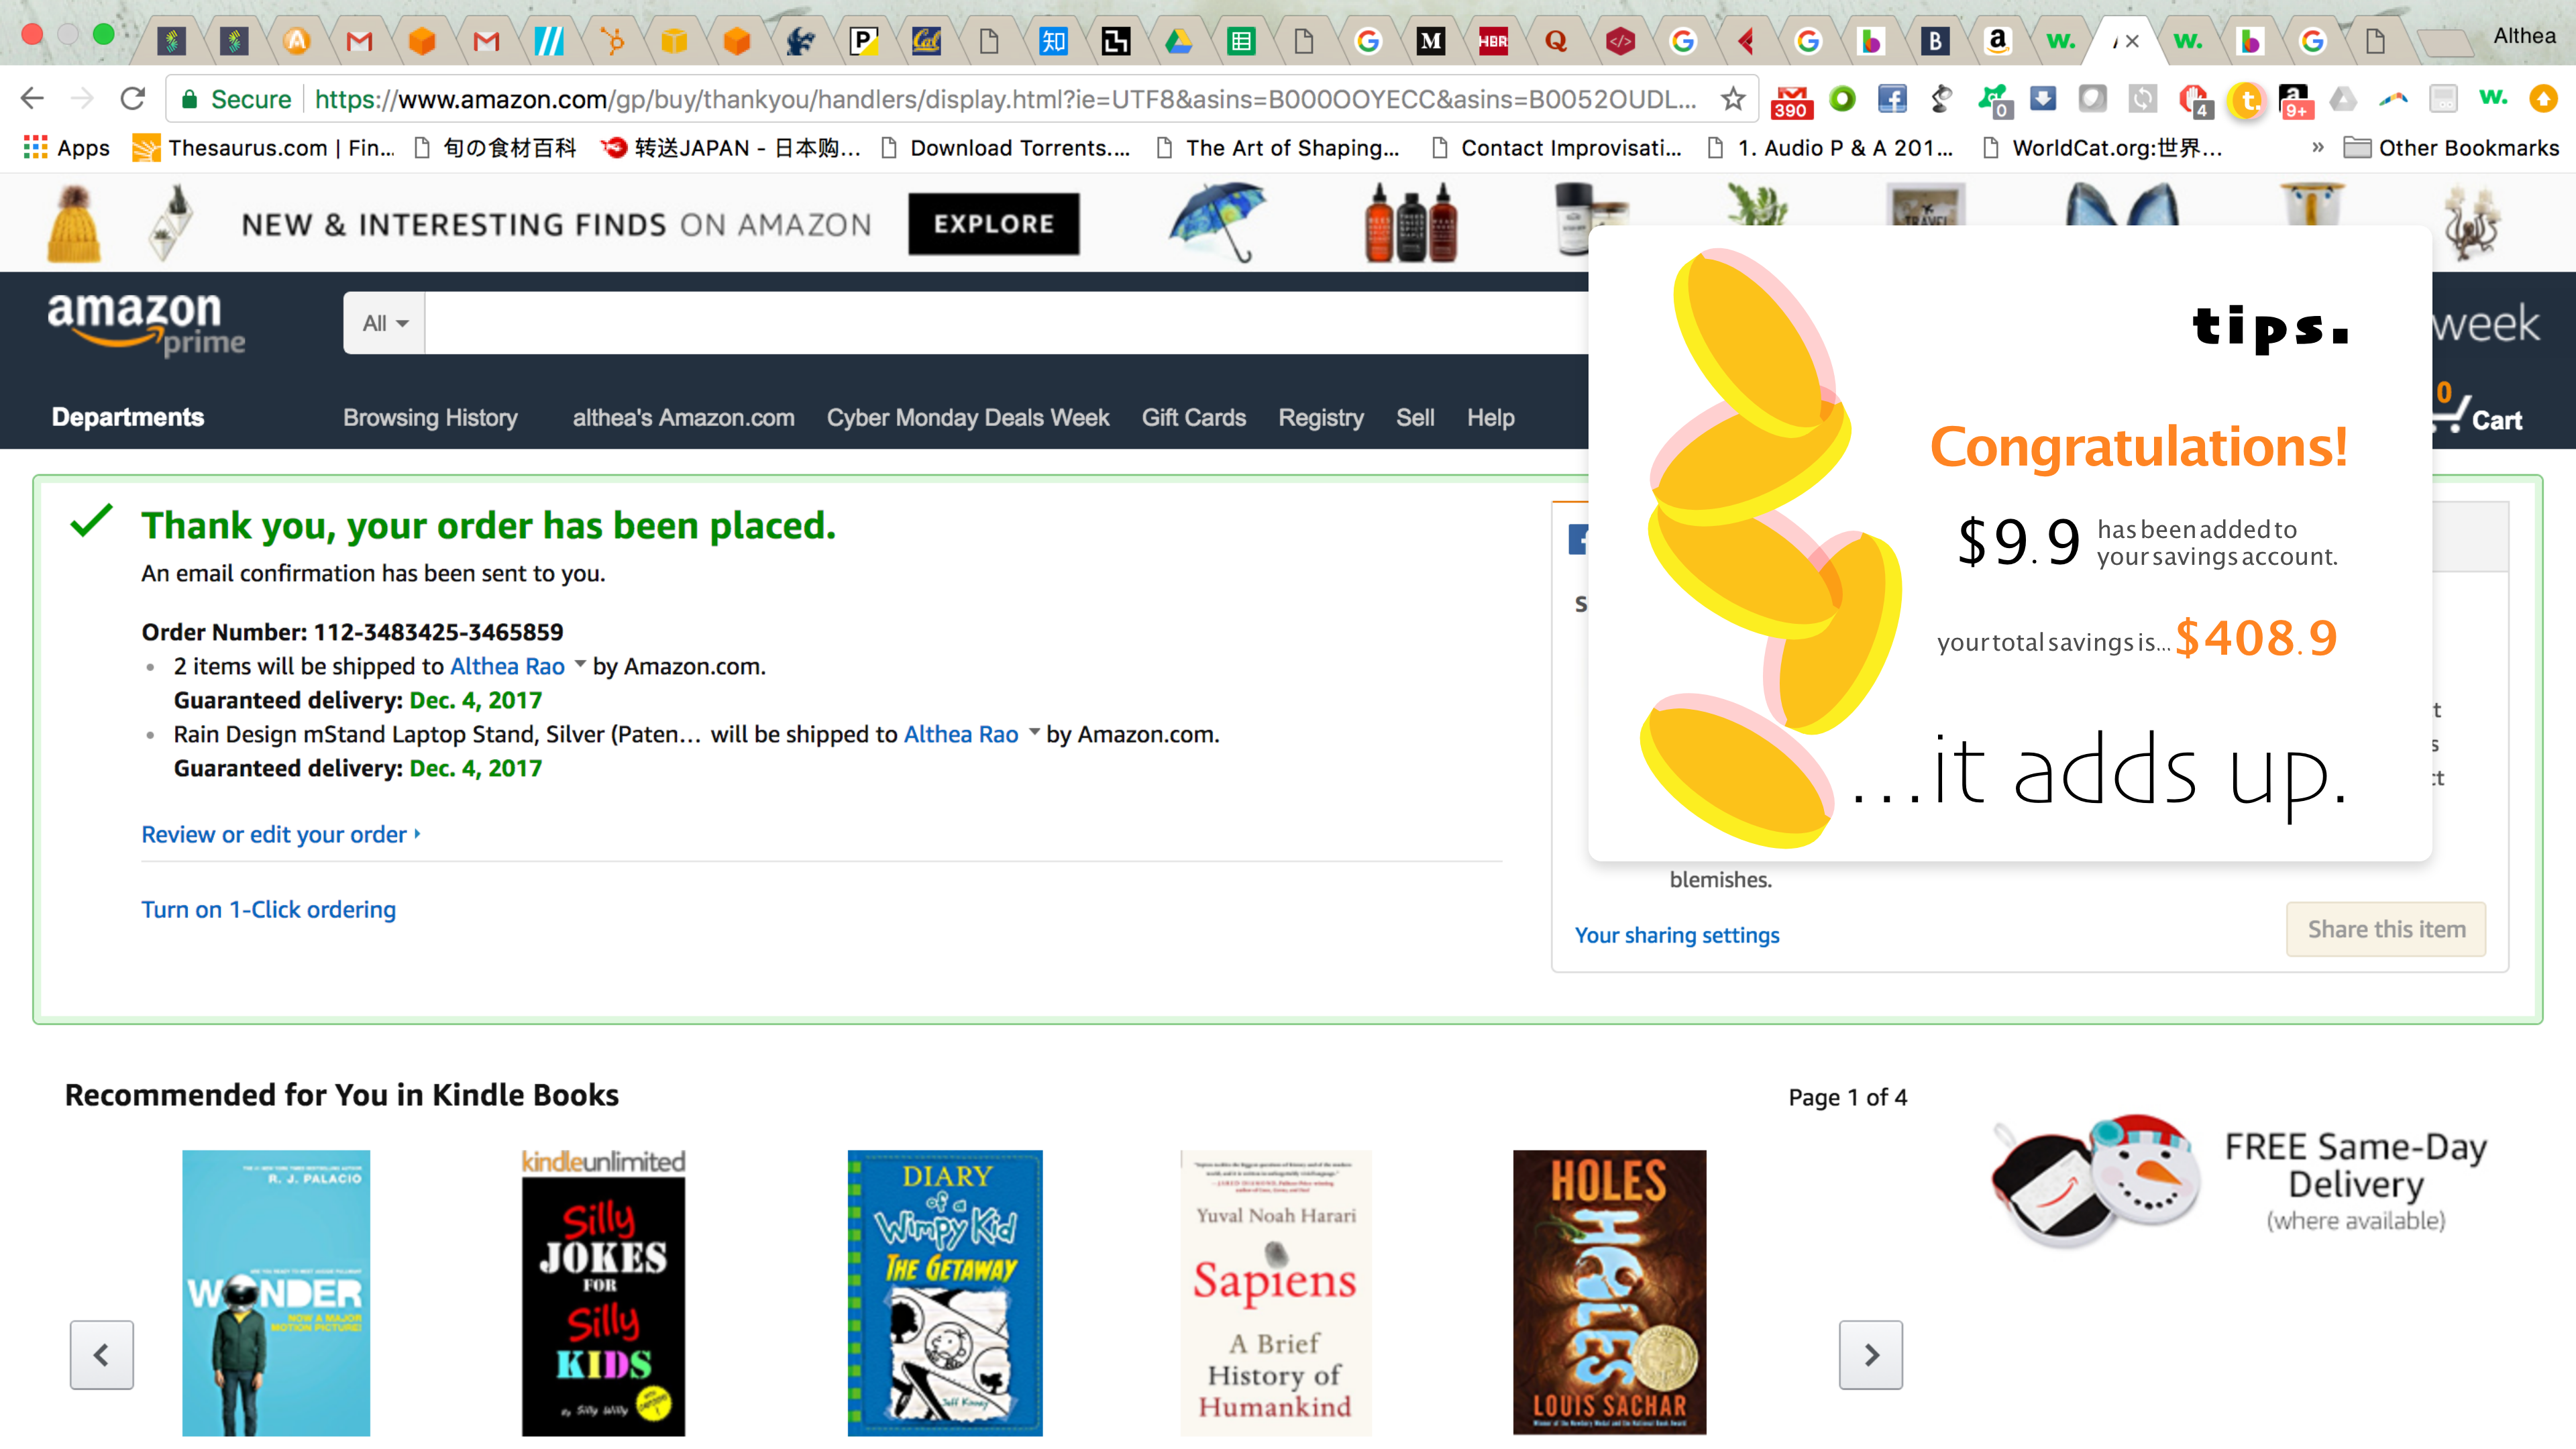 Althea
Secure https://www.amazon.com/gp/buy/thankyou/handlers/display.html?ie=UTF8&asins=B000OOYECC&asins=B0052OUDL...
390 0 4 t. 9+ w.
Apps Thesaurus.com | Fin... 旬の食材百科 转送JAPAN - 日本购... Download Torrents.... The Art of Shaping... Contact Improvisati... 1. Audio P & A 201... WorldCat.org:世界... » Other Bookmarks
NEW & INTERESTING FINDS ON AMAZON EXPLORE
TRAVEL
amazon prime
All
week
Departments Browsing History althea's Amazon.com Cyber Monday Deals Week Gift Cards Registry Sell Help
0 Cart
tips.
Congratulations!
$9.9 has been added to
your savings account.
your total savings is... $408.9
...it adds up.
Thank you, your order has been placed.
An email confirmation has been sent to you.
Order Number: 112-3483425-3465859
2 items will be shipped to Althea Rao by Amazon.com.
Guaranteed delivery: Dec. 4, 2017
Rain Design mStand Laptop Stand, Silver (Paten... will be shipped to Althea Rao by Amazon.com.
Guaranteed delivery: Dec. 4, 2017
Review or edit your order
Turn on 1-Click ordering
blemishes.
Your sharing settings
Share this item
Recommended for You in Kindle Books
Page 1 of 4
R. J. PALACIO
WONDER
NOW A MAJOR
MOTION PICTURE!
kindleunlimited
Silly
JOKES
FOR
Silly
KIDS
By Silly Willy
DIARY
of a
Wimpy Kid
THE GETAWAY
Jeff Kinney
Yuval Noah Harari
Sapiens
A Brief
History of
Humankind
HOLES
HOLES
LOUIS SACHAR
FREE Same-Day
Delivery
(where available)